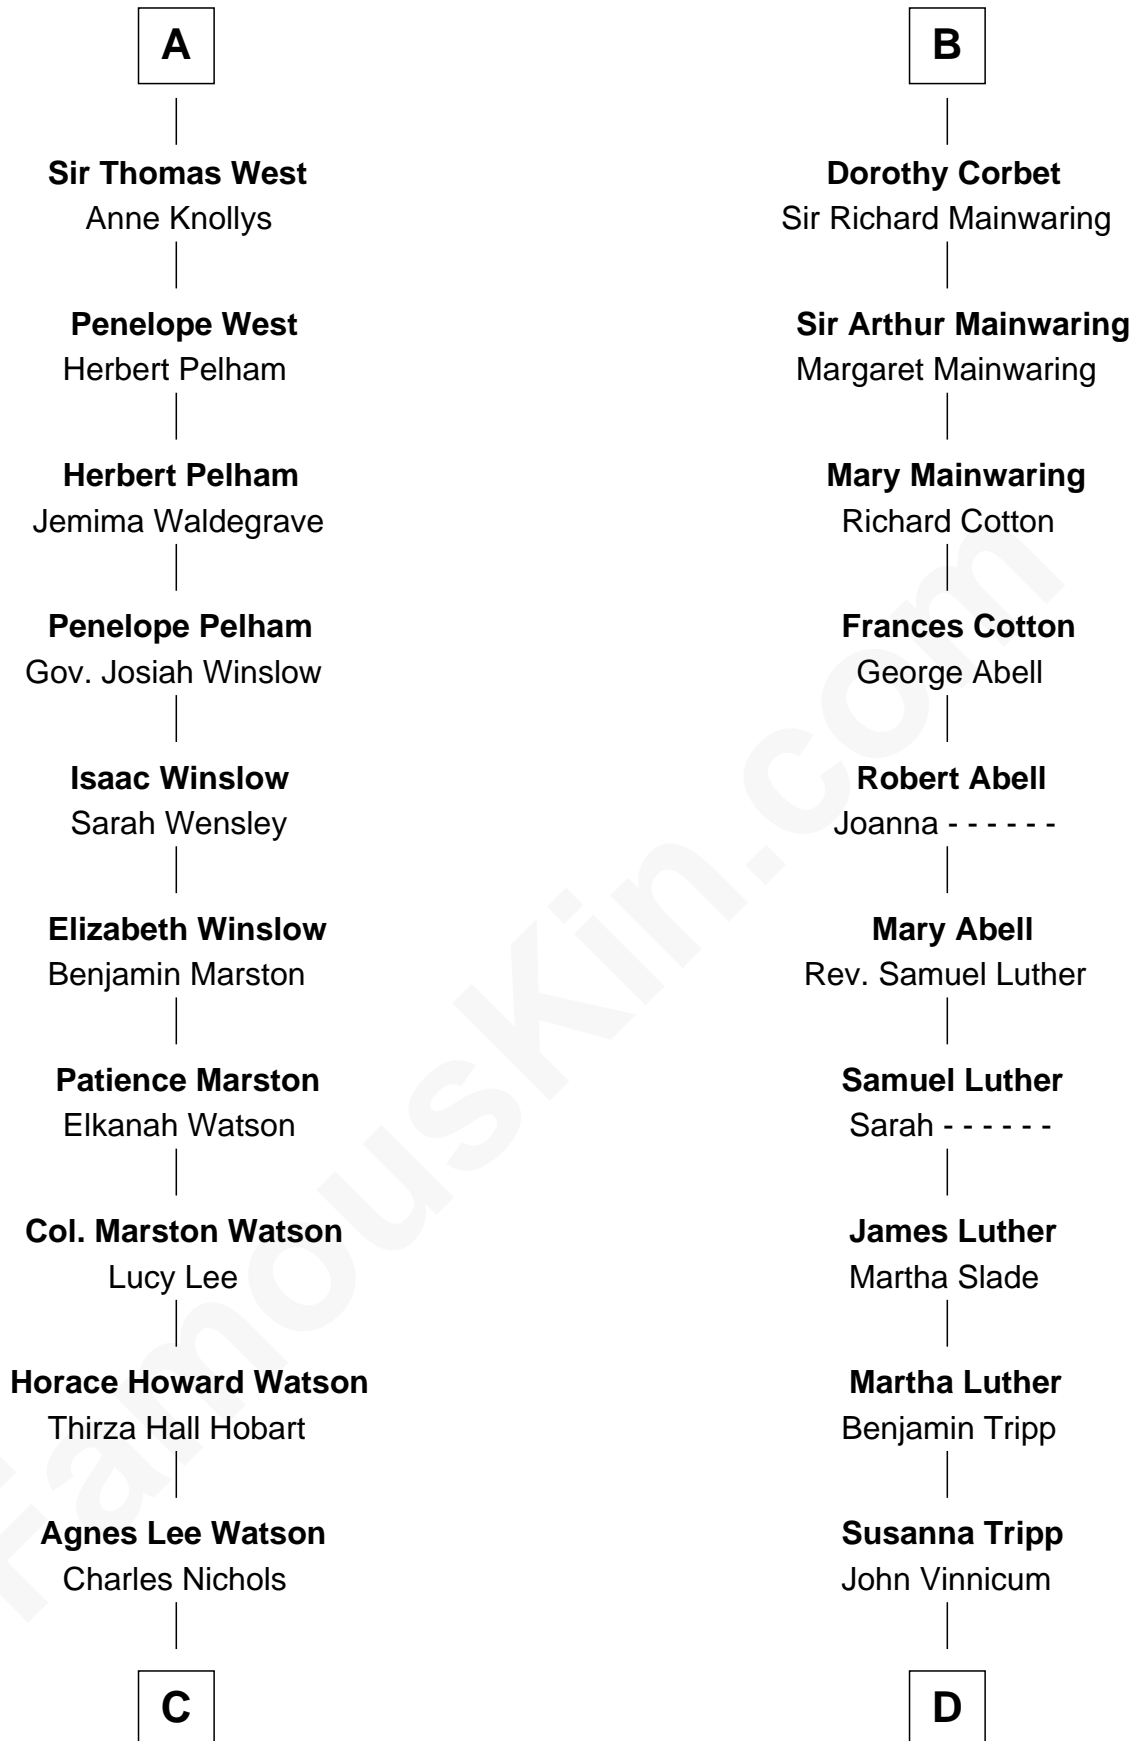 A
Sir Thomas West
Anne Knollys
Penelope West
Herbert Pelham
Herbert Pelham
Jemima Waldegrave
Penelope Pelham
Gov. Josiah Winslow
Isaac Winslow
Sarah Wensley
Elizabeth Winslow
Benjamin Marston
Patience Marston
Elkanah Watson
Col. Marston Watson
Lucy Lee
Horace Howard Watson
Thirza Hall Hobart
Agnes Lee Watson
Charles Nichols
C
B
Dorothy Corbet
Sir Richard Mainwaring
Sir Arthur Mainwaring
Margaret Mainwaring
Mary Mainwaring
Richard Cotton
Frances Cotton
George Abell
Robert Abell
Joanna - - - - - -
Mary Abell
Rev. Samuel Luther
Samuel Luther
Sarah - - - - - -
James Luther
Martha Slade
Martha Luther
Benjamin Tripp
Susanna Tripp
John Vinnicum
D
FamousKin.com